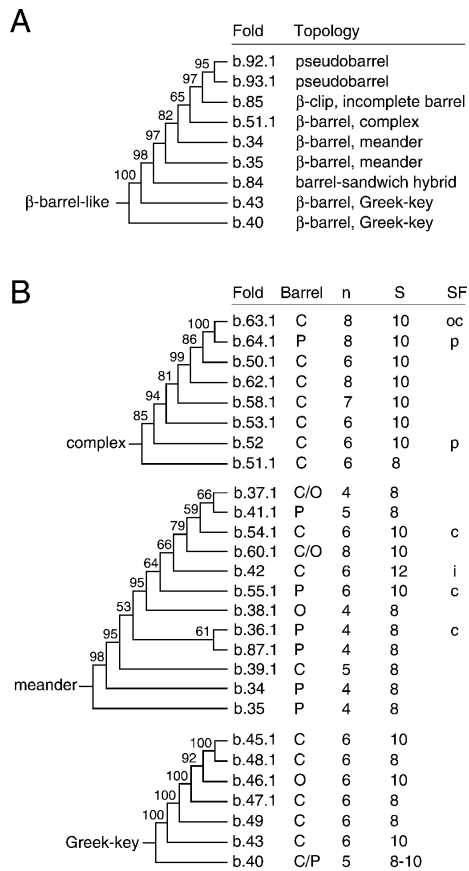 A
Fold Topology
95 b.92.1 pseudobarrel
97 b.93.1 pseudobarrel
65 b.85 β-clip, incomplete barrel
82 b.51.1 β-barrel, complex
97 b.34 β-barrel, meander
98 b.35 β-barrel, meander
100 b.84 barrel-sandwich hybrid
β-barrel-like b.43 β-barrel, Greek-key
b.40 β-barrel, Greek-key
B
Fold Barrel n S SF
100 b.63.1 C 8 10 oc
86 b.64.1 P 8 10 p
99 b.50.1 C 6 10
81 b.62.1 C 8 10
94 b.58.1 C 7 10
85 b.53.1 C 6 10
complex b.52 C 6 10 p
b.51.1 C 6 8
66 b.37.1 C/O 4 8
59 b.41.1 P 5 8
79 b.54.1 C 6 10 c
66 b.60.1 C/O 8 10
64 b.42 C 6 12 i
95 b.55.1 P 6 10 c
53 b.38.1 O 4 8
95 61 b.36.1 P 4 8 c
98 b.87.1 P 4 8
b.39.1 C 5 8
meander b.34 P 4 8
b.35 P 4 8
100 b.45.1 C 6 10
92 b.48.1 C 6 8
100 b.46.1 O 6 10
100 b.47.1 C 6 8
100 b.49 C 6 8
Greek-key b.43 C 6 10
b.40 C/P 5 8-10